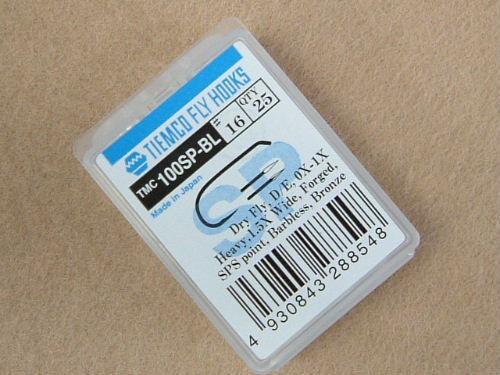 TIEMCO FLY HOOKS
TMC 100SP-BL
# 16
QTY 25
Made in Japan
SP
Dry Fly, D/E, 0X-1X
Heavy, 1.5X Wide, Forged,
SPS point, Barbless, Bronze
4 930843 288548